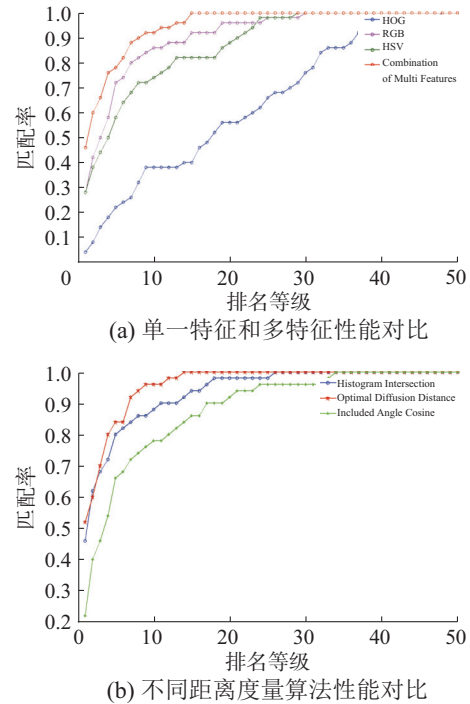 1.0
0.9
0.8
0.7
0.6
0.5
0.4
0.3
0.2
0.1
匹配率
HOG
RGB
HSV
Combination
of Multi Features
0 10 20 30 40 50
排名等级
(a) 单一特征和多特征性能对比
1.0
0.9
0.8
0.7
0.6
0.5
0.4
0.3
0.2
匹配率
Histogram Intersection
Optimal Diffusion Distance
Included Angle Cosine
0 10 20 30 40 50
排名等级
(b) 不同距离度量算法性能对比